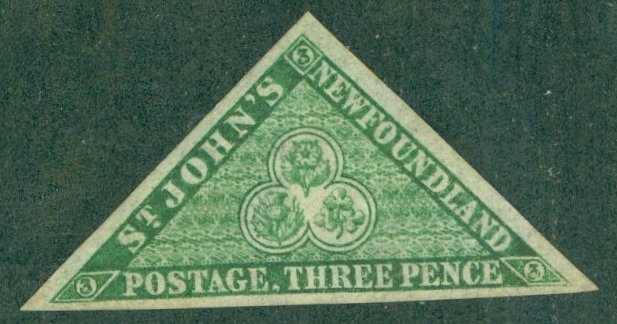 3
ST JOHN'S
NEWFOUNDLAND
3
POSTAGE. THREE PENCE
3